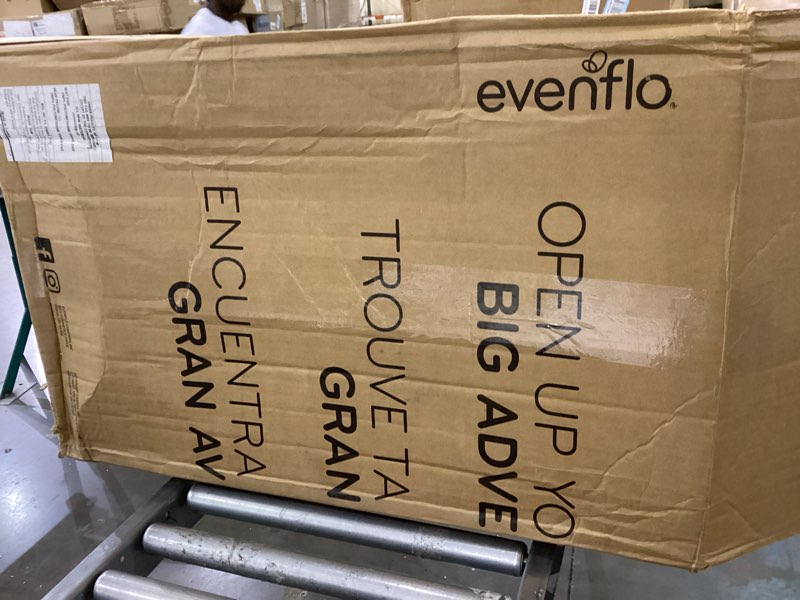 evenflo
OPEN UP YO
BIG ADVE
TROUVE TA
GRAN
ENCUENTRA
GRAN AV